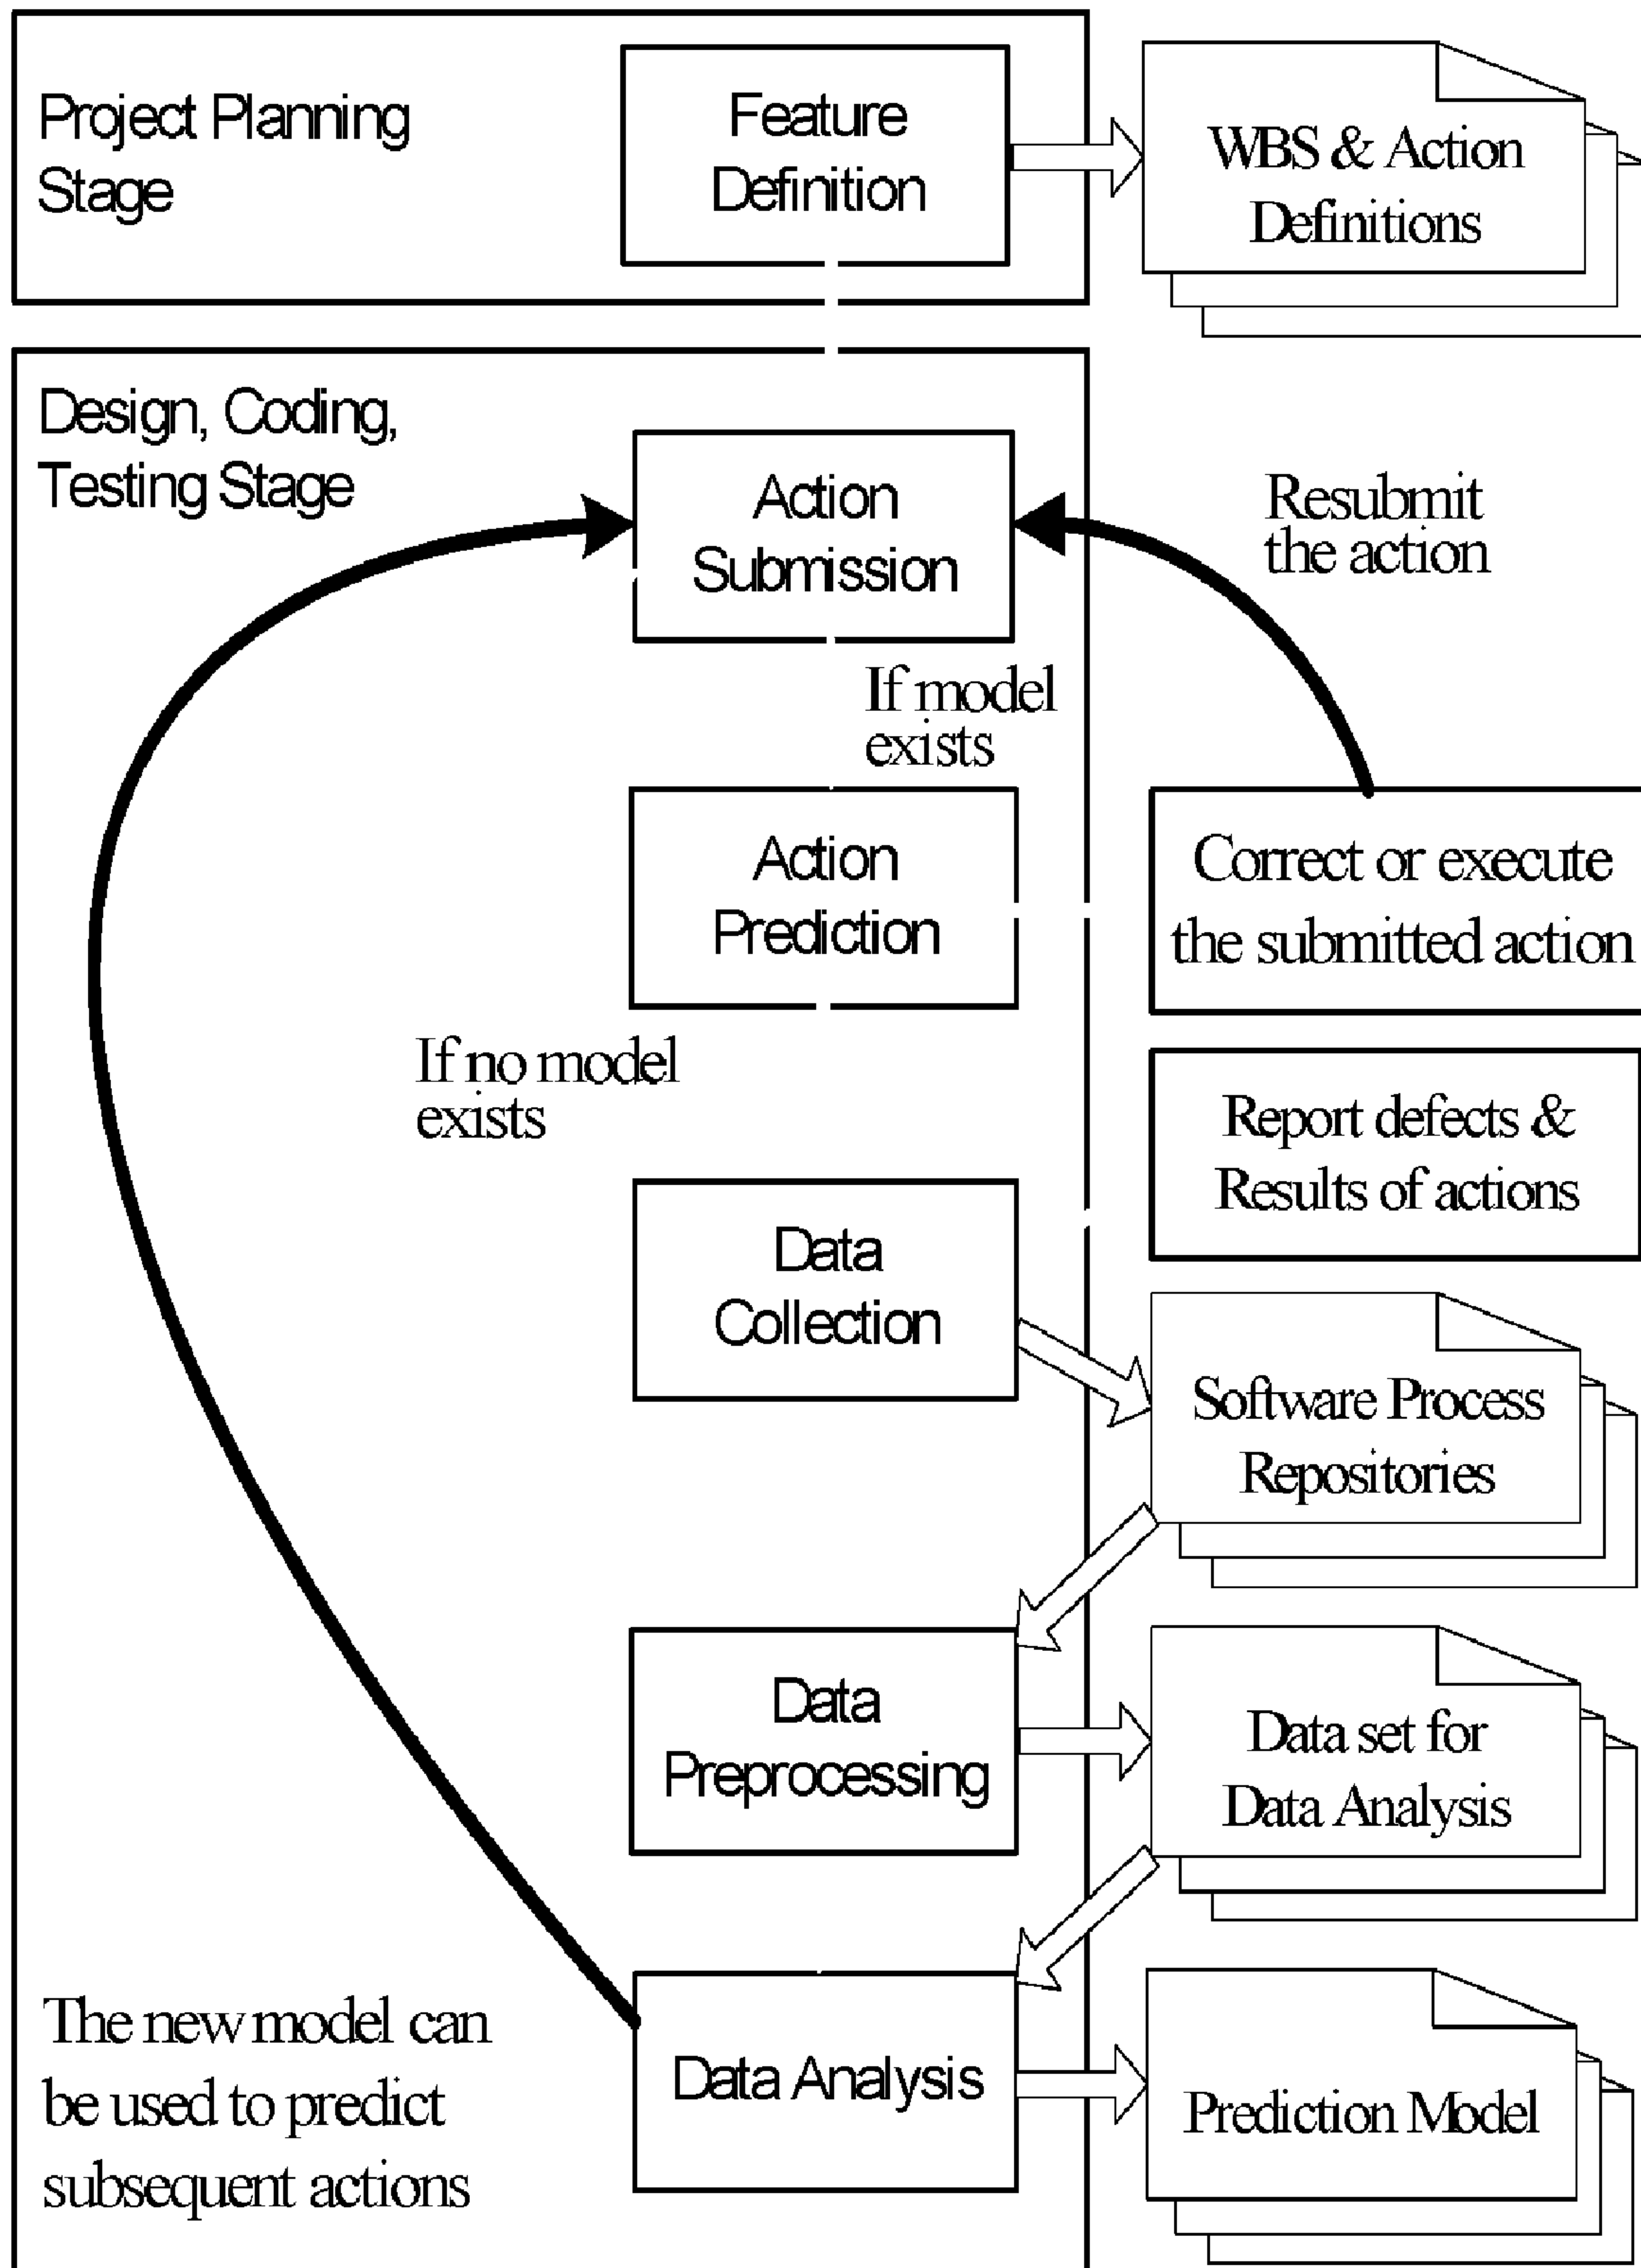 Project Planning
Stage
Feature
Definition
WBS & Action
Definitions
Design, Coding,
Testing Stage
Action
Submission
Resubmit
the action
If model
exists
Action
Prediction
Correct or execute
the submitted action
If no model
exists
Report defects &
Results of actions
Data
Collection
Software Process
Repositories
Data
Preprocessing
Data set for
Data Analysis
The new model can
be used to predict
subsequent actions
Data Analysis
Prediction Model